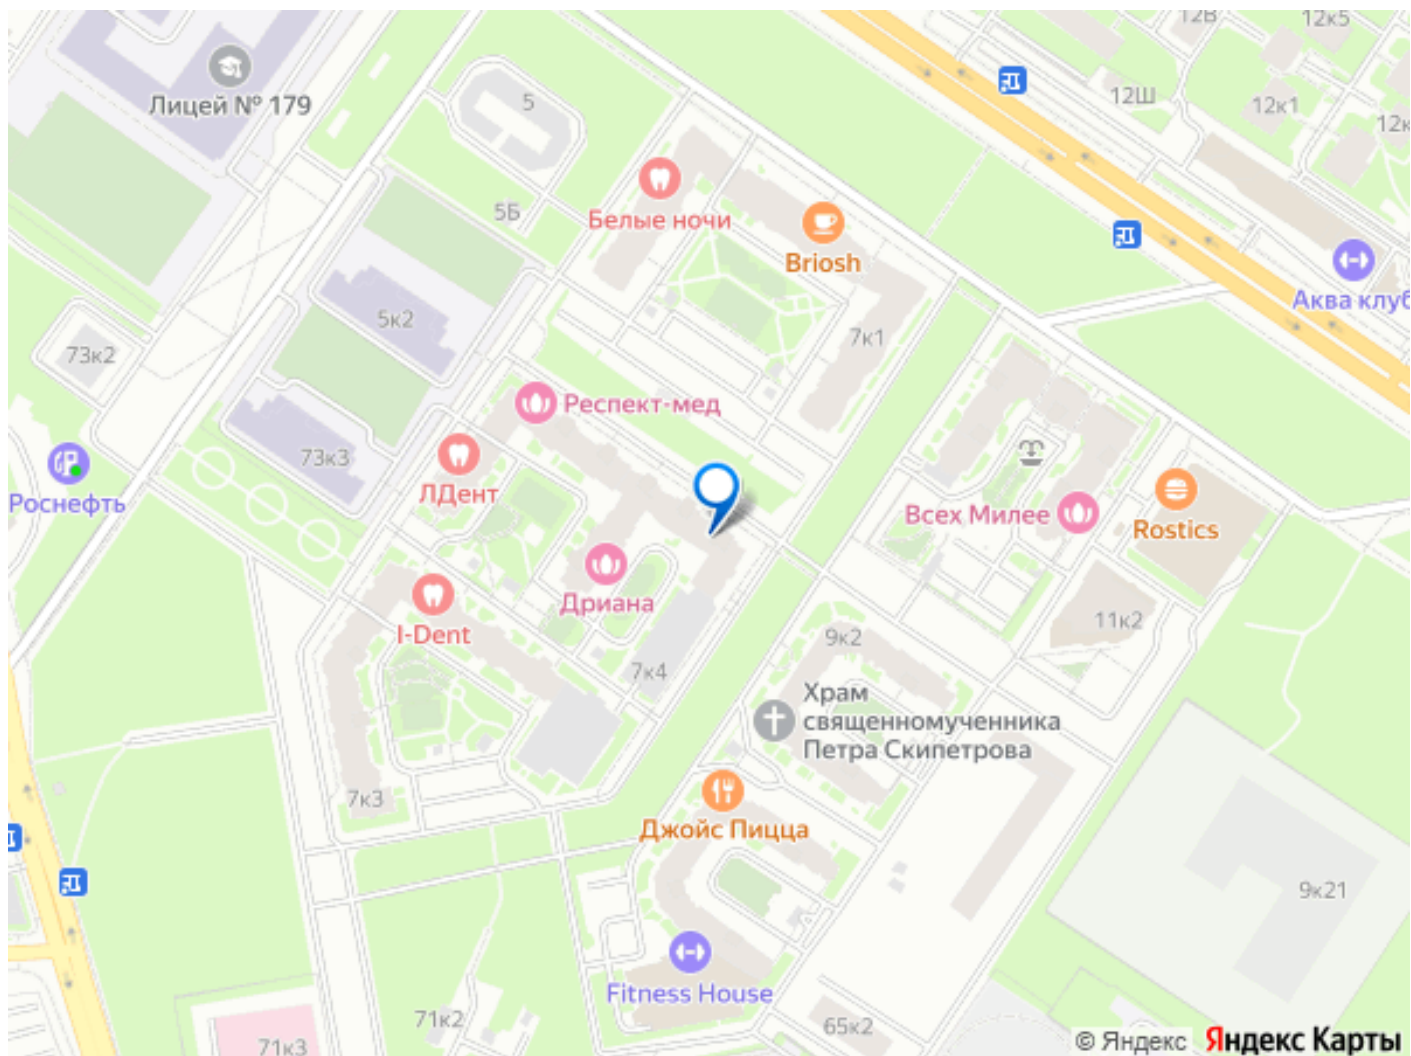 12В
12к5
Лицей № 179
12Ш
12к1
12к
5
5Б
Белые ночи
Briosh
Аква клуб
5к2
7к1
73к2
Респект-мед
73к3
ЛДент
Роснефть
Всех Милее
Rostics
Дриана
I-Dent
11к2
9к2
7к4
Храм
священномученника
Петра Скипетрова
7к3
Джойс Пицца
9к21
Fitness House
71к2
65к2
71к3
© Яндекс Яндекс Карты